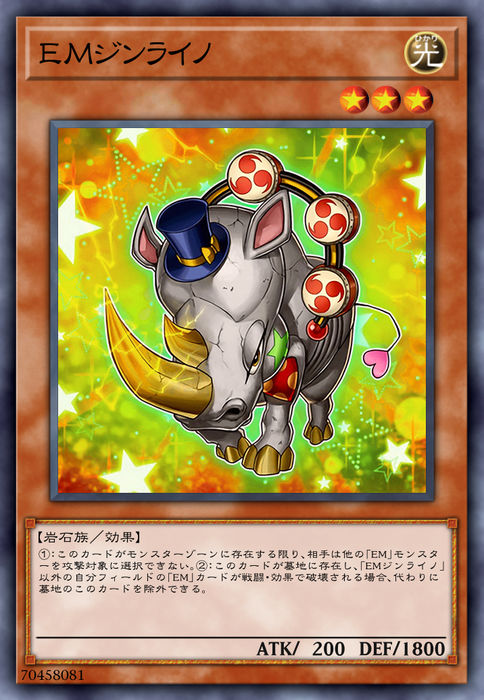 EMジンライノ
ひかり
光
【岩石族/効果】
①:このカードがモンスターゾーンに存在する限り、相手は他の「EM」モンスタ
ーを攻撃対象に選択できない。②:このカードが墓地に存在し、「EMジンライノ」
以外の自分フィールドの「EM」カードが戦闘・効果で破壊される場合、代わりに
墓地のこのカードを除外できる。
ATK/ 200 DEF/1800
70458081